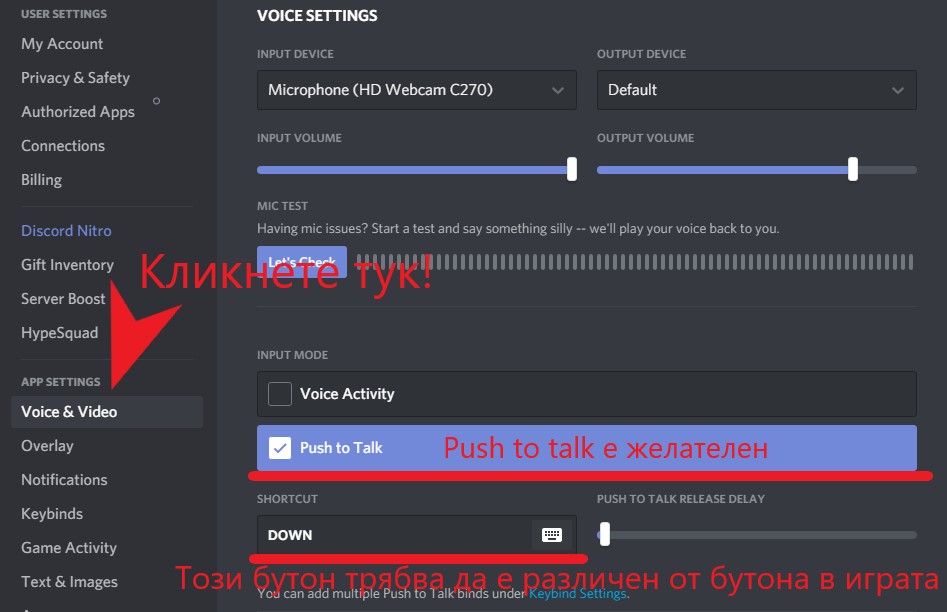 USER SETTINGS
My Account
Privacy & Safety
Authorized Apps
Connections
Billing
Discord Nitro
Gift Inventory
Server Boost
HypeSquad
APP SETTINGS
Voice & Video
Overlay
Notifications
Keybinds
Game Activity
Text & Images
VOICE SETTINGS
INPUT DEVICE
Microphone (HD Webcam C270)
OUTPUT DEVICE
Default
INPUT VOLUME
OUTPUT VOLUME
MIC TEST
Having mic issues? Start a test and say something silly -- we'll play your voice back to you.
Let's Check
Кликнете тук!
INPUT MODE
Voice Activity
Push to Talk
Push to talk е желателен
SHORTCUT
DOWN
PUSH TO TALK RELEASE DELAY
Този бутон трябва да е различен от бутона в играта
You can add multiple Push to Talk binds under Keybind Settings.